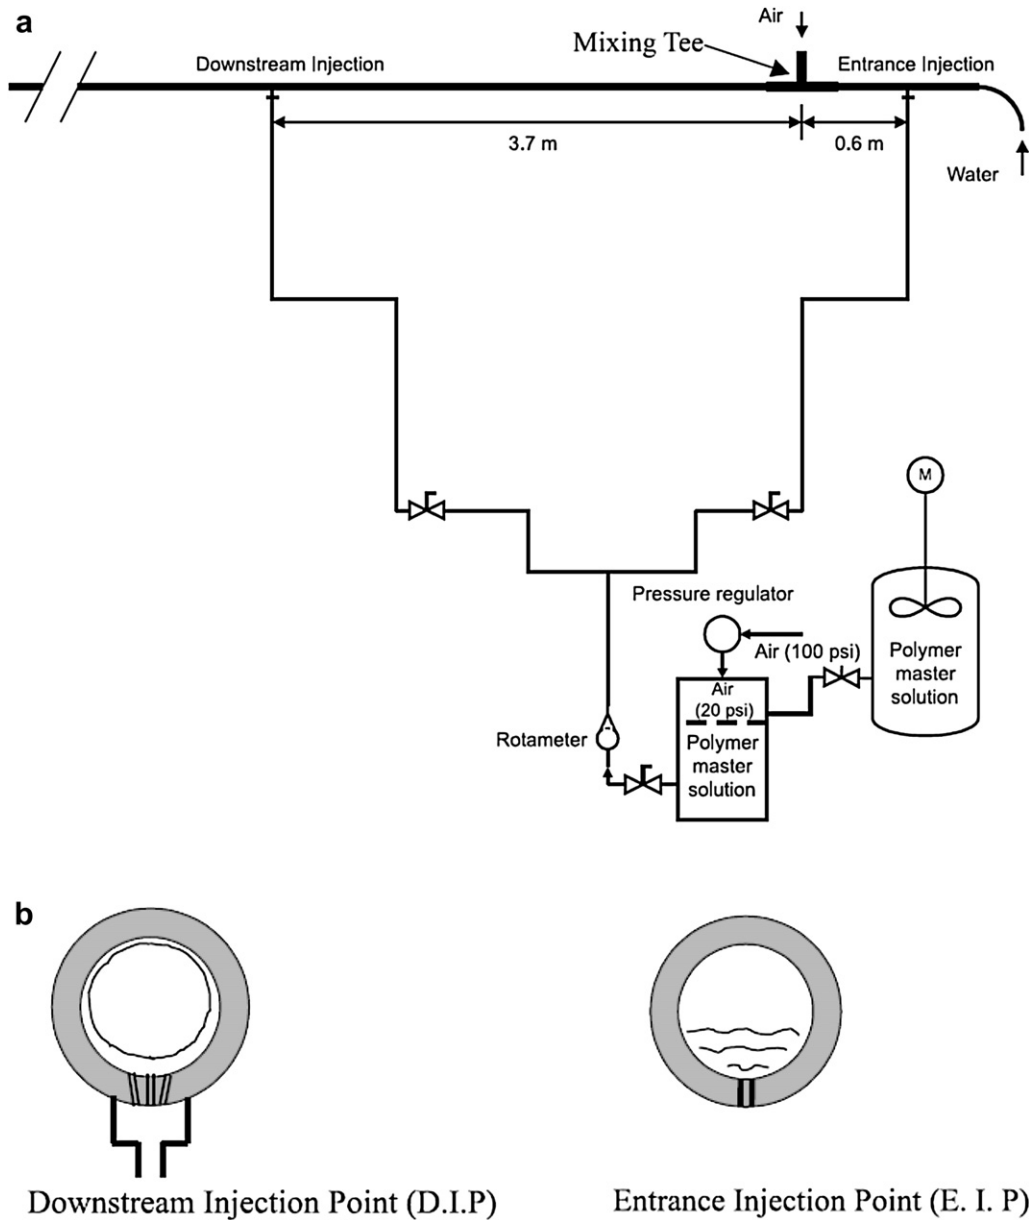 a
Air
Mixing Tee
Downstream Injection
Entrance Injection
3.7 m
0.6 m
Water
M
Pressure regulator
Air (100 psi)
Polymer
master
solution
Air
(20 psi)
Rotameter
Polymer
master
solution
b
Downstream Injection Point (D.I.P)
Entrance Injection Point (E. I. P)